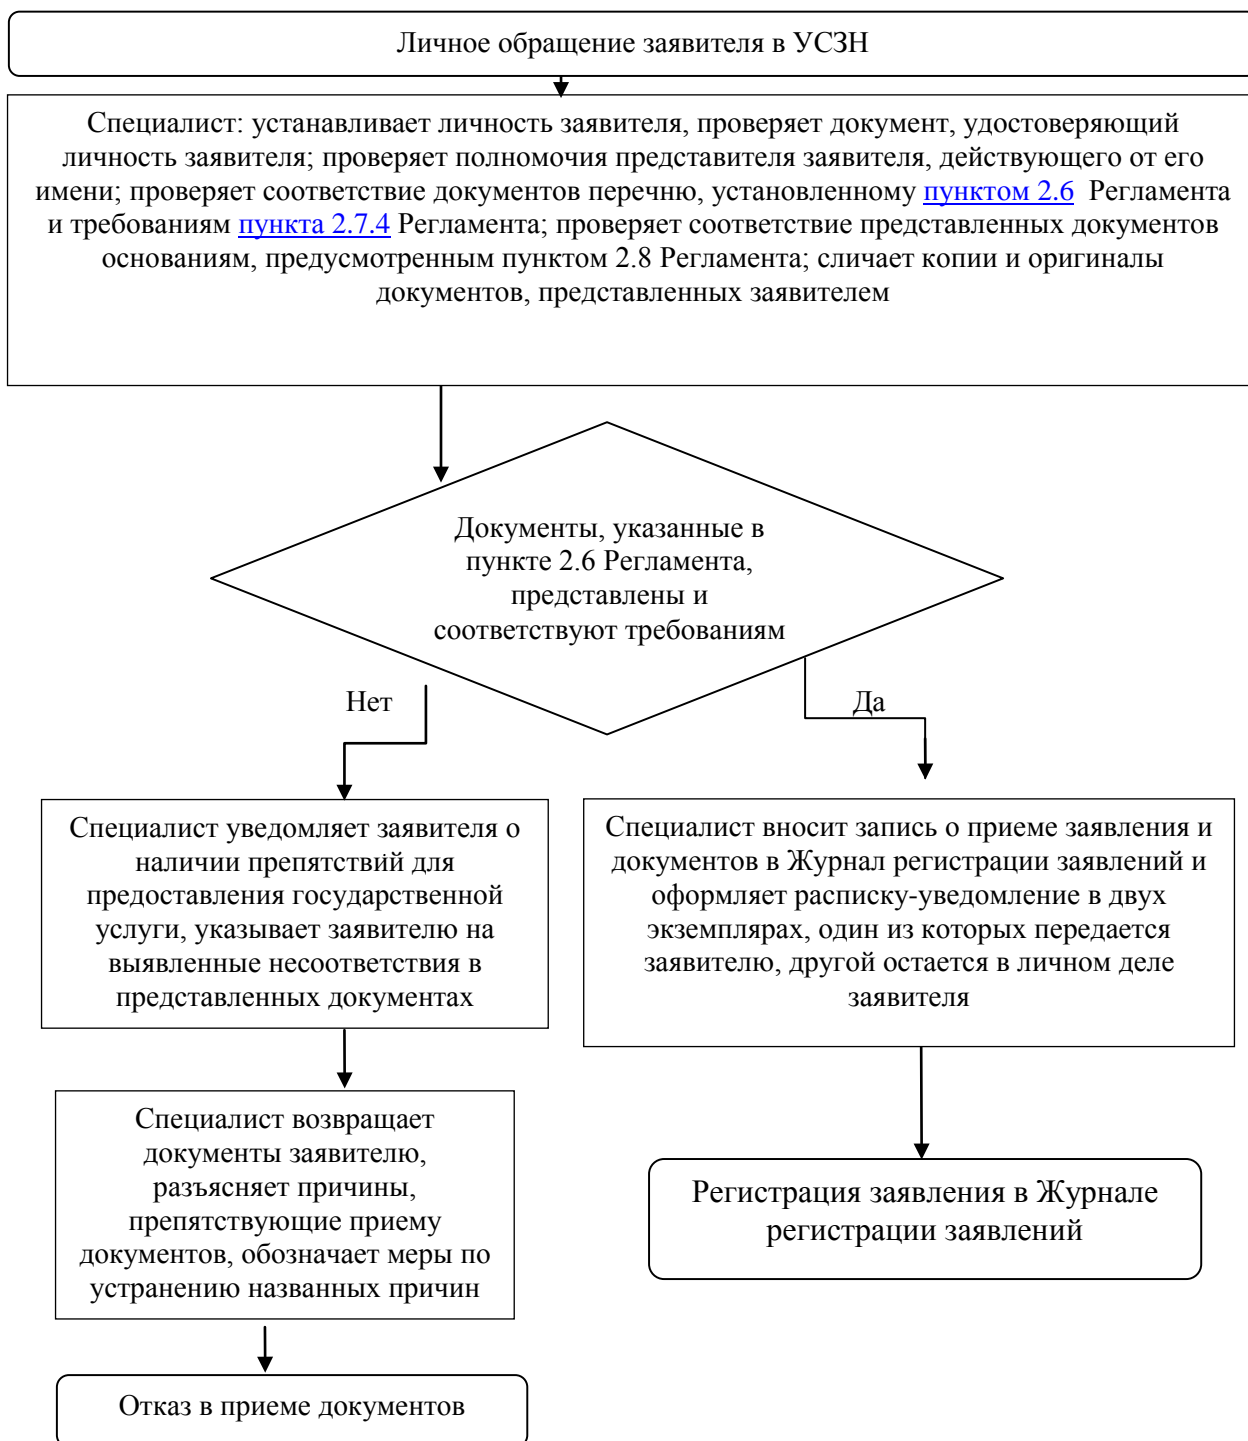 Личное обращение заявителя в УСЗН
Специалист: устанавливает личность заявителя, проверяет документ, удостоверяющий
личность заявителя; проверяет полномочия представителя заявителя, действующего от его
имени; проверяет соответствие документов перечню, установленному пунктом 2.6 Регламента
и требованиям пункта 2.7.4 Регламента; проверяет соответствие представленных документов
основаниям, предусмотренным пунктом 2.8 Регламента; сличает копии и оригиналы
документов, представленных заявителем
Документы, указанные в
пункте 2.6 Регламента,
представлены и
соответствуют требованиям
Нет
Да
Специалист уведомляет заявителя о
наличии препятствий для
предоставления государственной
услуги, указывает заявителю на
выявленные несоответствия в
представленных документах
Специалист вносит запись о приеме заявления и
документов в Журнал регистрации заявлений и
оформляет расписку-уведомление в двух
экземплярах, один из которых передается
заявителю, другой остается в личном деле
заявителя
Специалист возвращает
документы заявителю,
разъясняет причины,
препятствующие приему
документов, обозначает меры по
устранению названных причин
Регистрация заявления в Журнале
регистрации заявлений
Отказ в приеме документов